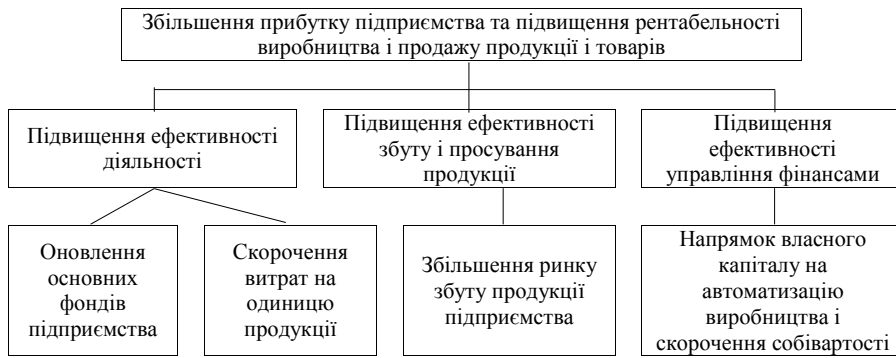 Збільшення прибутку підприємства та підвищення рентабельності
виробництва і продажу продукції і товарів
Підвищення ефективності
діяльності
Підвищення ефективності
збуту і просування
продукції
Підвищення
ефективності
управління фінансами
Оновлення
основних
фондів
підприємства
Скорочення
витрат на
одиницю
продукції
Збільшення ринку
збуту продукції
підприємства
Напрямок власного
капіталу на
автоматизацію
виробництва і
скорочення собівартості